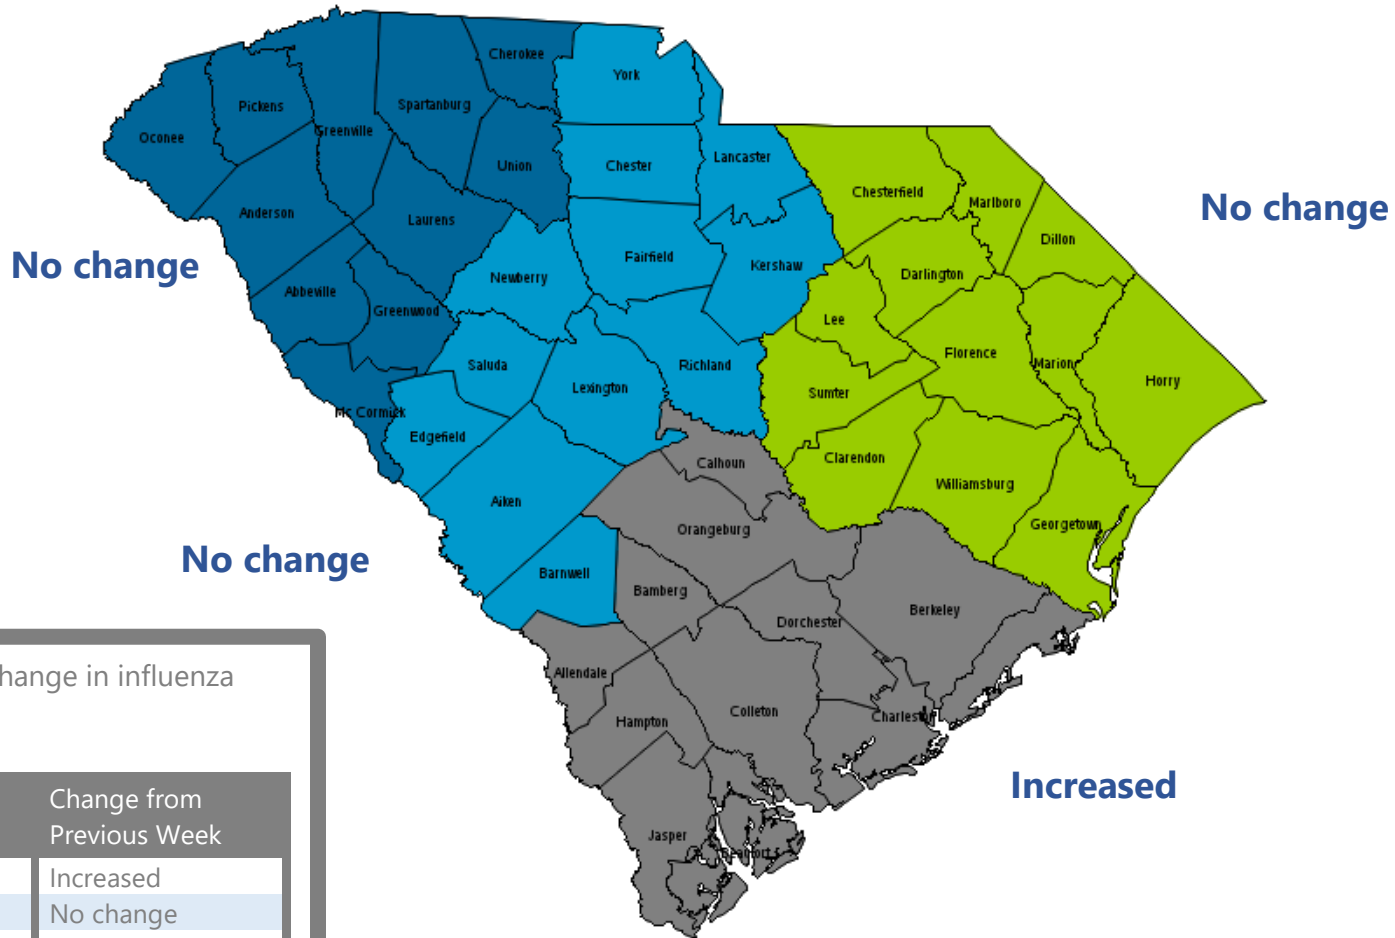 Cherokee
York
Pickens
Spartanburg
Greenville
Oconee
Union
Chester
Lancaster
Chesterfield
Marlboro
Anderson
Laurens
No change
Dillon
Fairfield
Kershaw
No change
Newberry
Darlington
Abbeville
Greenwood
Lee
Florence
Saluda
Richland
Marion
Horry
Lexington
Sumter
Mc Cormick
Edgefield
Calhoun
Clarendon
Williamsburg
Aiken
Orangeburg
Georgetown
No change
Barnwell
Bamberg
Berkeley
Dorchester
Allendale
Colleton
Charleston
Hampton
Increased
Jasper
Beaufort
hange in influenza
Change from
Previous Week
Increased
No change